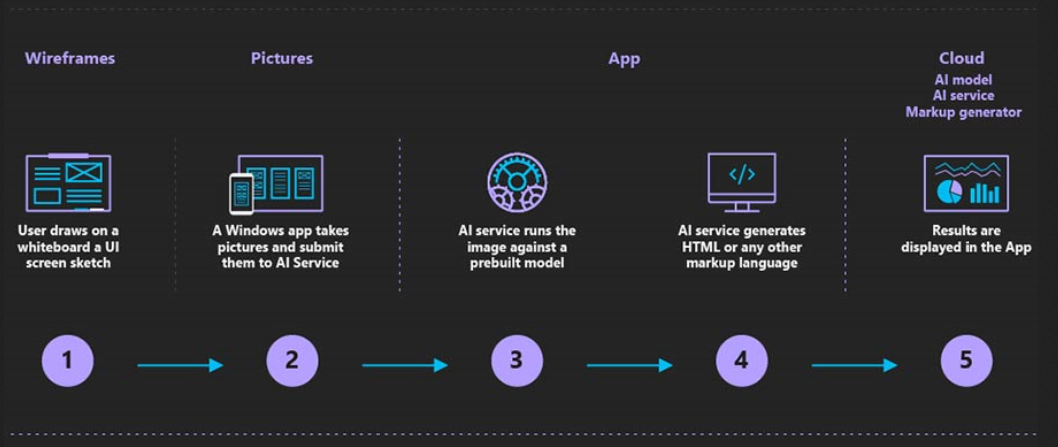 Wireframes
Pictures
App
Cloud
AI model
AI service
Markup generator
</>
User draws on a
whiteboard a UI
screen sketch
A Windows app takes
pictures and submit
them to AI Service
AI service runs the
image against a
prebuilt model
AI service generates
HTML or any other
markup language
Results are
displayed in the App
1
2
3
4
5